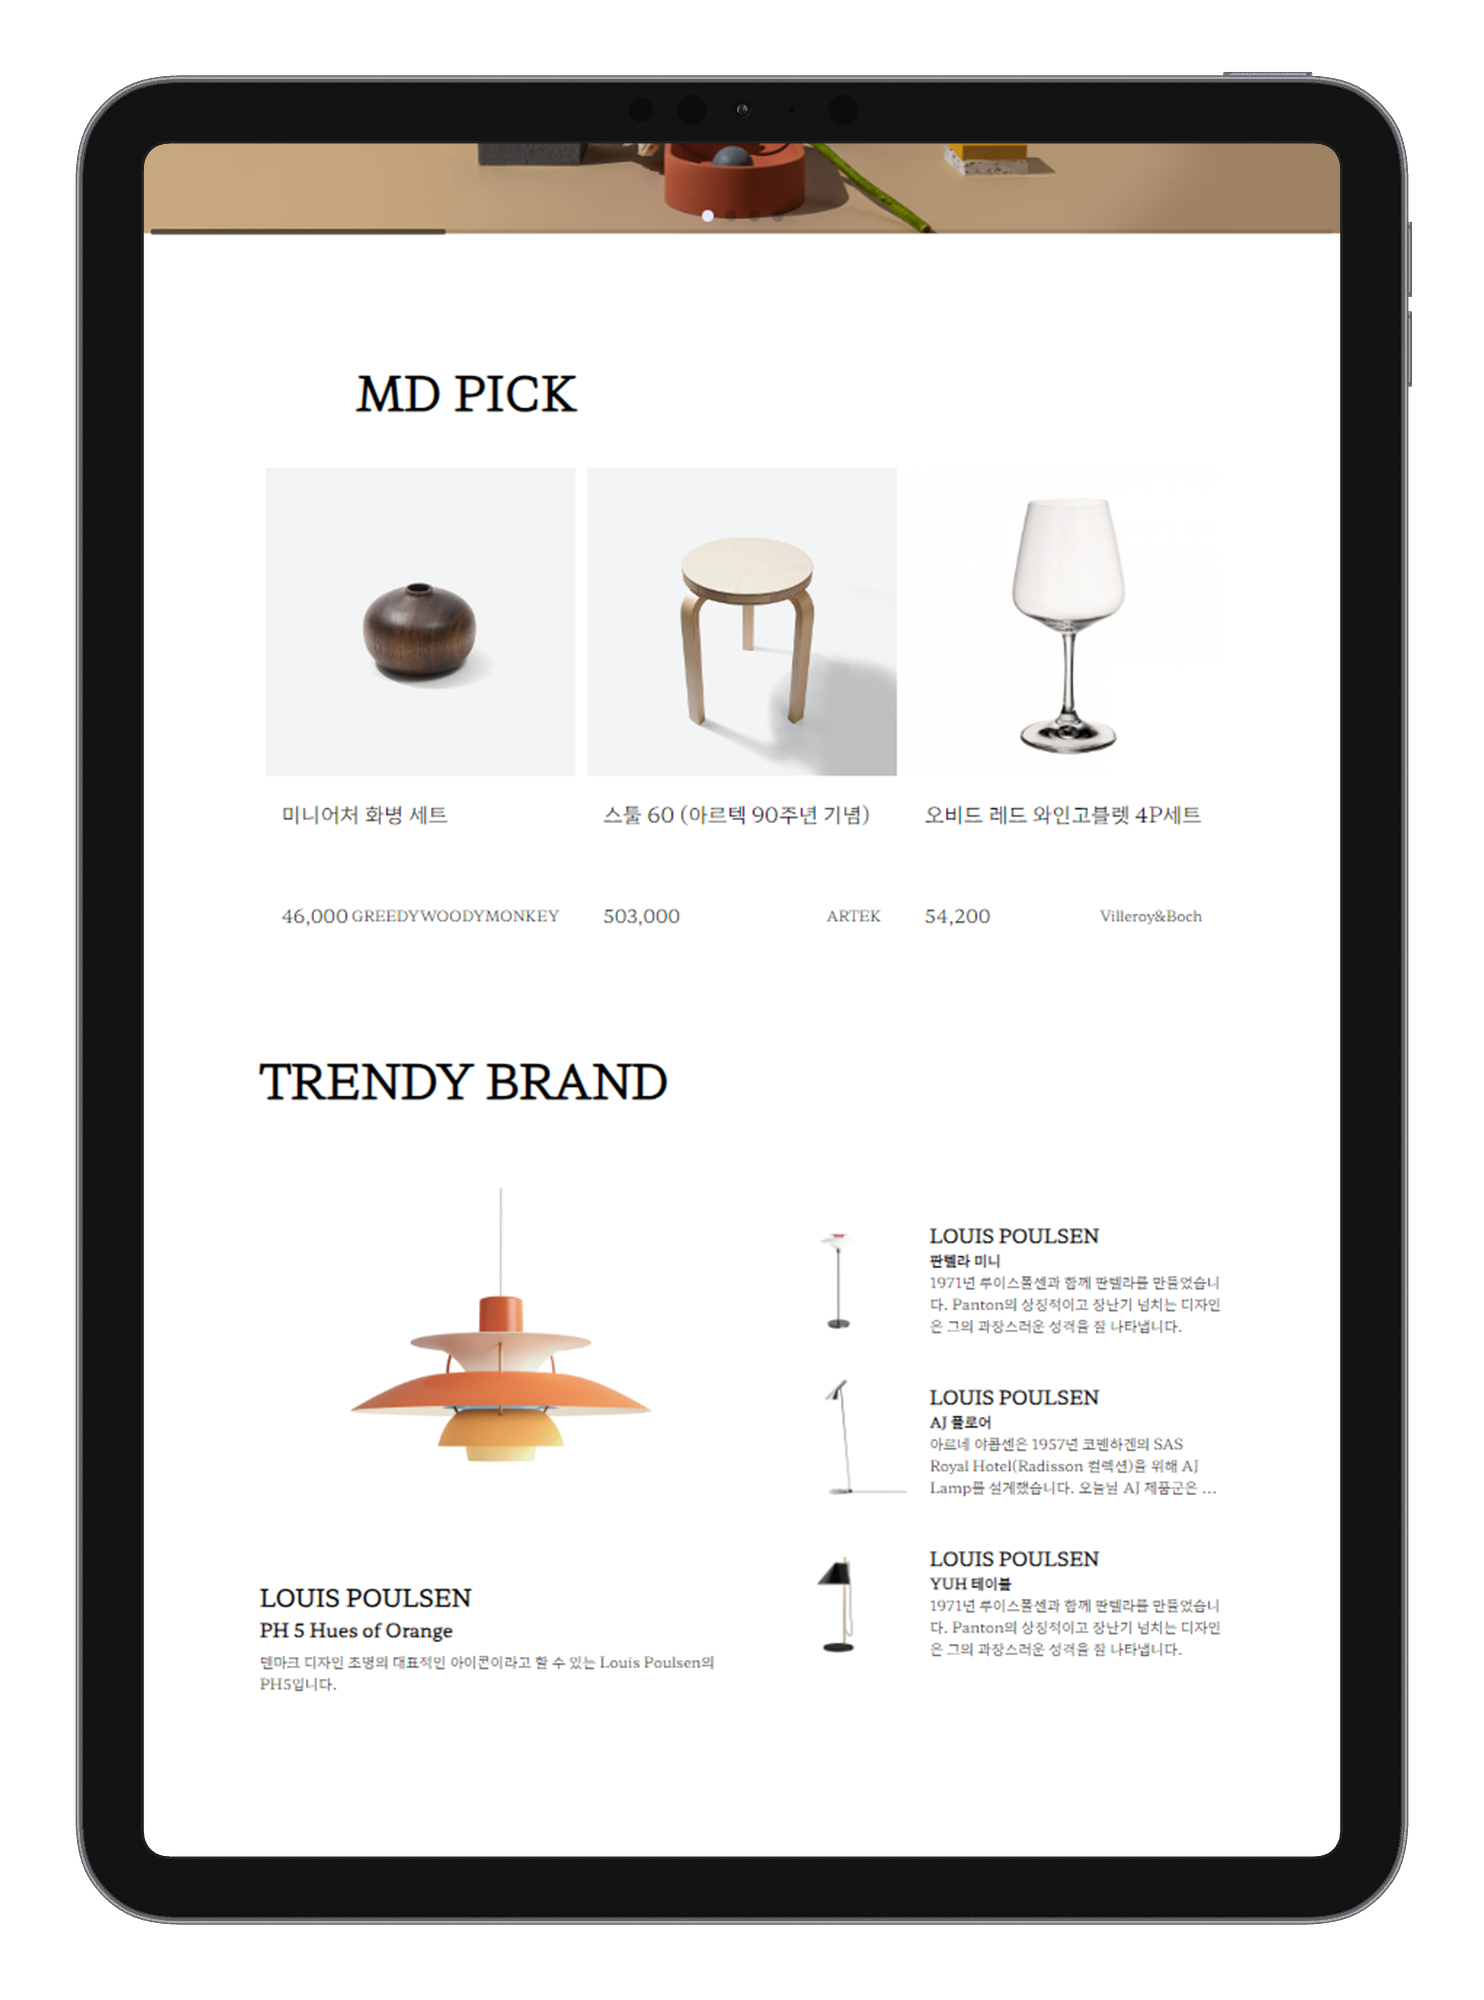 MD PICK
미니어처 화병 세트
46,000 GREEDYWOODYMONKEY
스툴 60 (아르텍 90주년 기념)
503,000 ARTEK
오비드 레드 와인고블렛 4P세트
54,200 Villeroy&Boch
TRENDY BRAND
LOUIS POULSEN
PH 5 Hues of Orange
덴마크 디자인 조명의 대표적인 아이콘이라고 할 수 있는 Louis Poulsen의
PH5입니다.
LOUIS POULSEN
판텔라 미니
1971년 루이스폴센과 함께 판텔라를 만들었습니
다. Panton의 상징적이고 장난기 넘치는 디자인
은 그의 과장스러운 성격을 잘 나타냅니다.
LOUIS POULSEN
AJ 플로어
아르네 야콥센은 1957년 코펜하겐의 SAS
Royal Hotel(Radisson 컬렉션)을 위해 AJ
Lamp를 설계했습니다. 오늘날 AJ 제품군은 ...
LOUIS POULSEN
YUH 테이블
1971년 루이스폴센과 함께 판텔라를 만들었습니
다. Panton의 상징적이고 장난기 넘치는 디자인
은 그의 과장스러운 성격을 잘 나타냅니다.